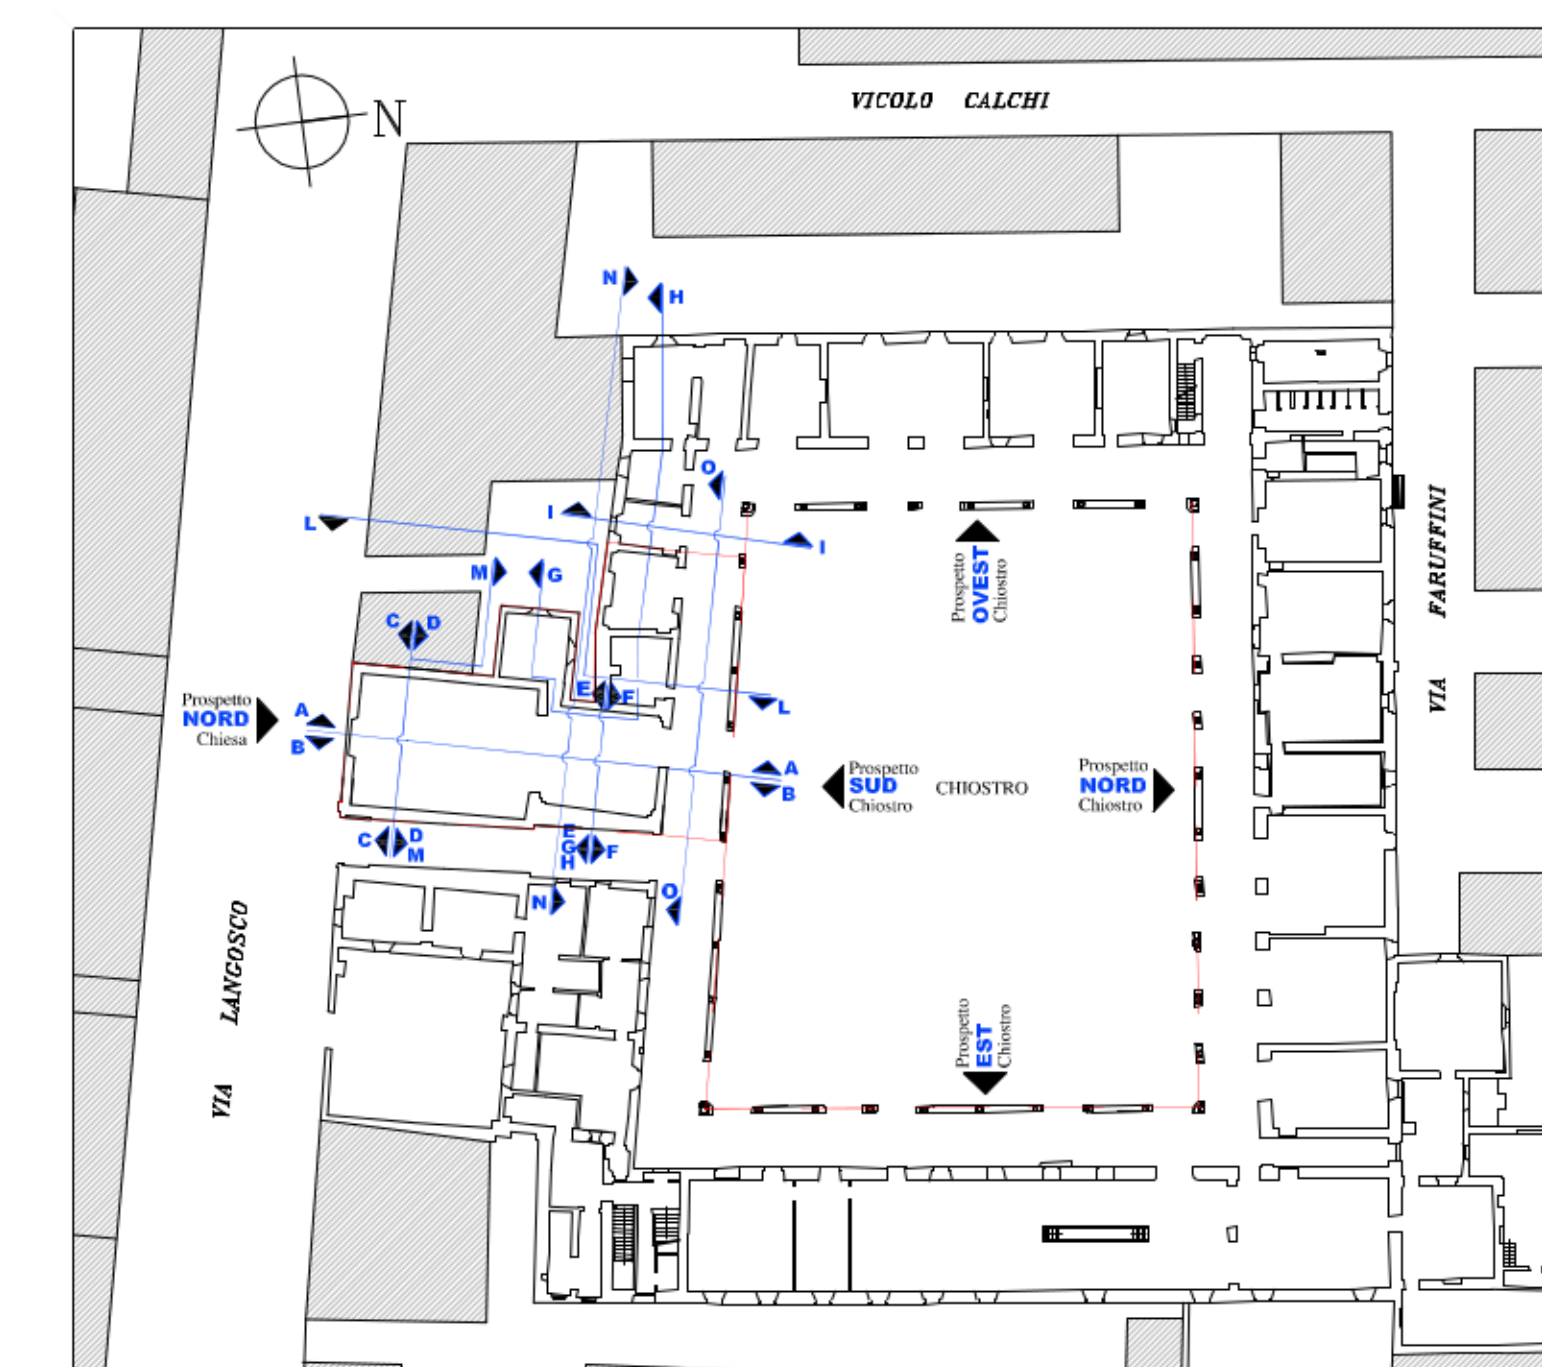 VICOLO CALCHI
N
N
H
O
L
I
I
M
G
C
D
E
F
L
Prospetto
NORD
Chiesa
A
B
A
B
Prospetto
OVEST
Chiostro
Prospetto
SUD
Chiostro
CHIOSTRO
Prospetto
NORD
Chiostro
VIA FARUFFINI
C
D
M
E
G
H
F
N
O
VIA LANGOSCO
Prospetto
EST
Chiostro